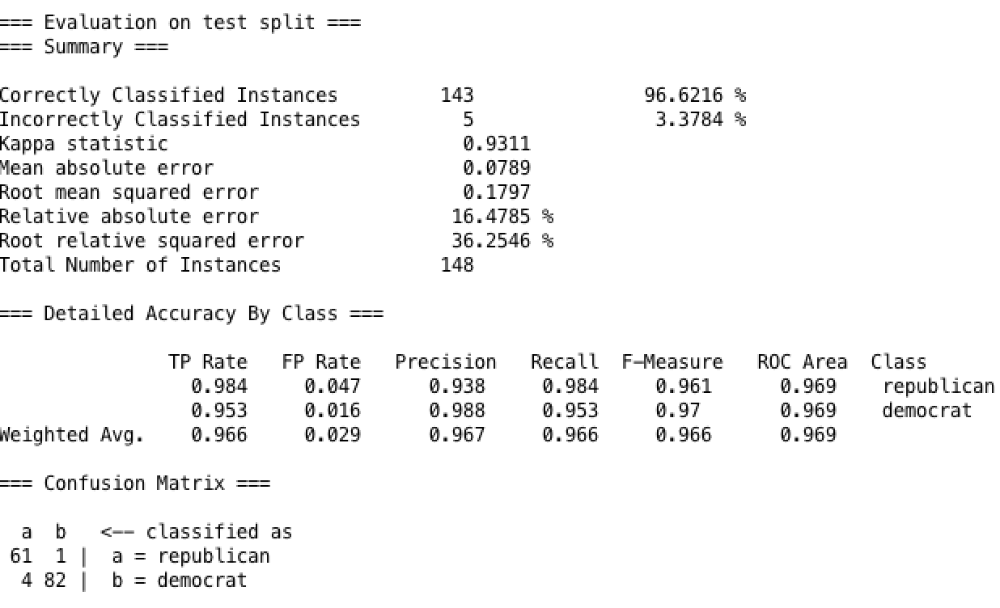 === Evaluation on test split ===
=== Summary ===
Correctly Classified Instances 143 96.6216 %
Incorrectly Classified Instances 5 3.3784 %
Kappa statistic 0.9311
Mean absolute error 0.0789
Root mean squared error 0.1797
Relative absolute error 16.4785 %
Root relative squared error 36.2546 %
Total Number of Instances 148
=== Detailed Accuracy By Class ===
TP Rate FP Rate Precision Recall F-Measure ROC Area Class
0.984 0.047 0.938 0.984 0.961 0.969 republican
0.953 0.016 0.988 0.953 0.97 0.969 democrat
Weighted Avg. 0.966 0.029 0.967 0.966 0.966 0.969
=== Confusion Matrix ===
a b <-- classified as
61 1 | a = republican
4 82 | b = democrat